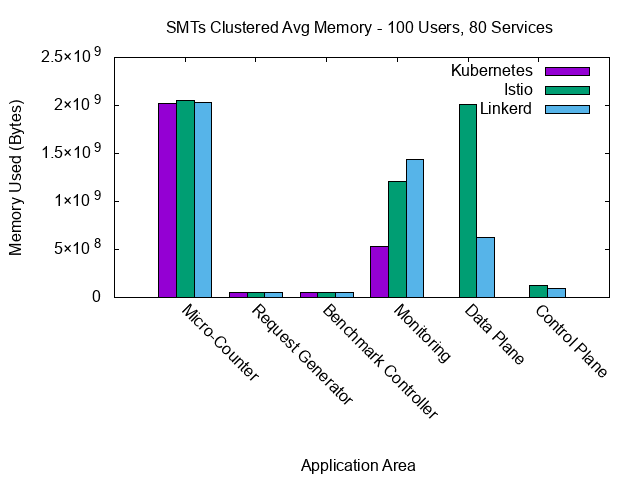 SMTs Clustered Avg Memory - 100 Users, 80 Services
Kubernetes
Istio
Linkerd
Memory Used (Bytes)
2.5×10⁹
2×10⁹
1.5×10⁹
1×10⁹
5×10⁸
0
Micro-Counter
Request Generator
Benchmark Controller
Monitoring
Data Plane
Control Plane
Application Area